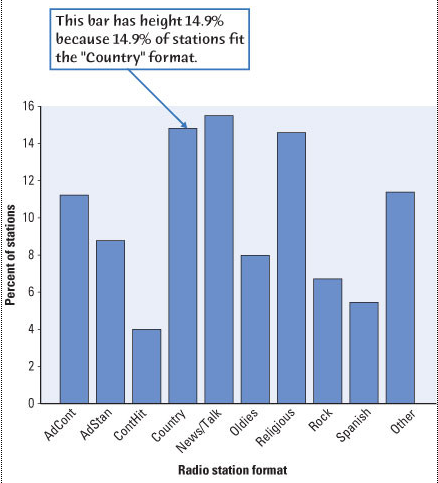 This bar has height 14.9%
because 14.9% of stations fit
the "Country" format.
16
14
12
10
8
6
4
2
0
Percent of stations
AdCont
AdStan
ContHit
Country
News/Talk
Oldies
Religious
Rock
Spanish
Other
Radio station format